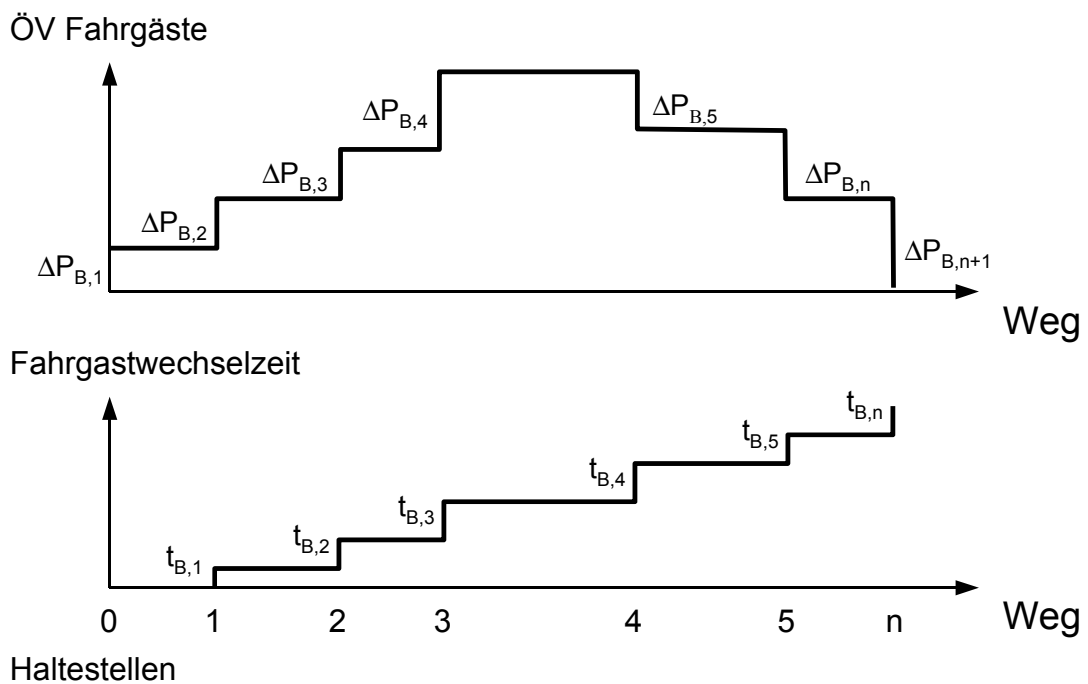 ÖV Fahrgäste
ΔP_B,1
ΔP_B,2
ΔP_B,3
ΔP_B,4
ΔP_B,5
ΔP_B,n
ΔP_B,n+1
Weg
Fahrgastwechselzeit
t_B,1
t_B,2
t_B,3
t_B,4
t_B,5
t_B,n
0 1 2 3 4 5 n Weg
Haltestellen